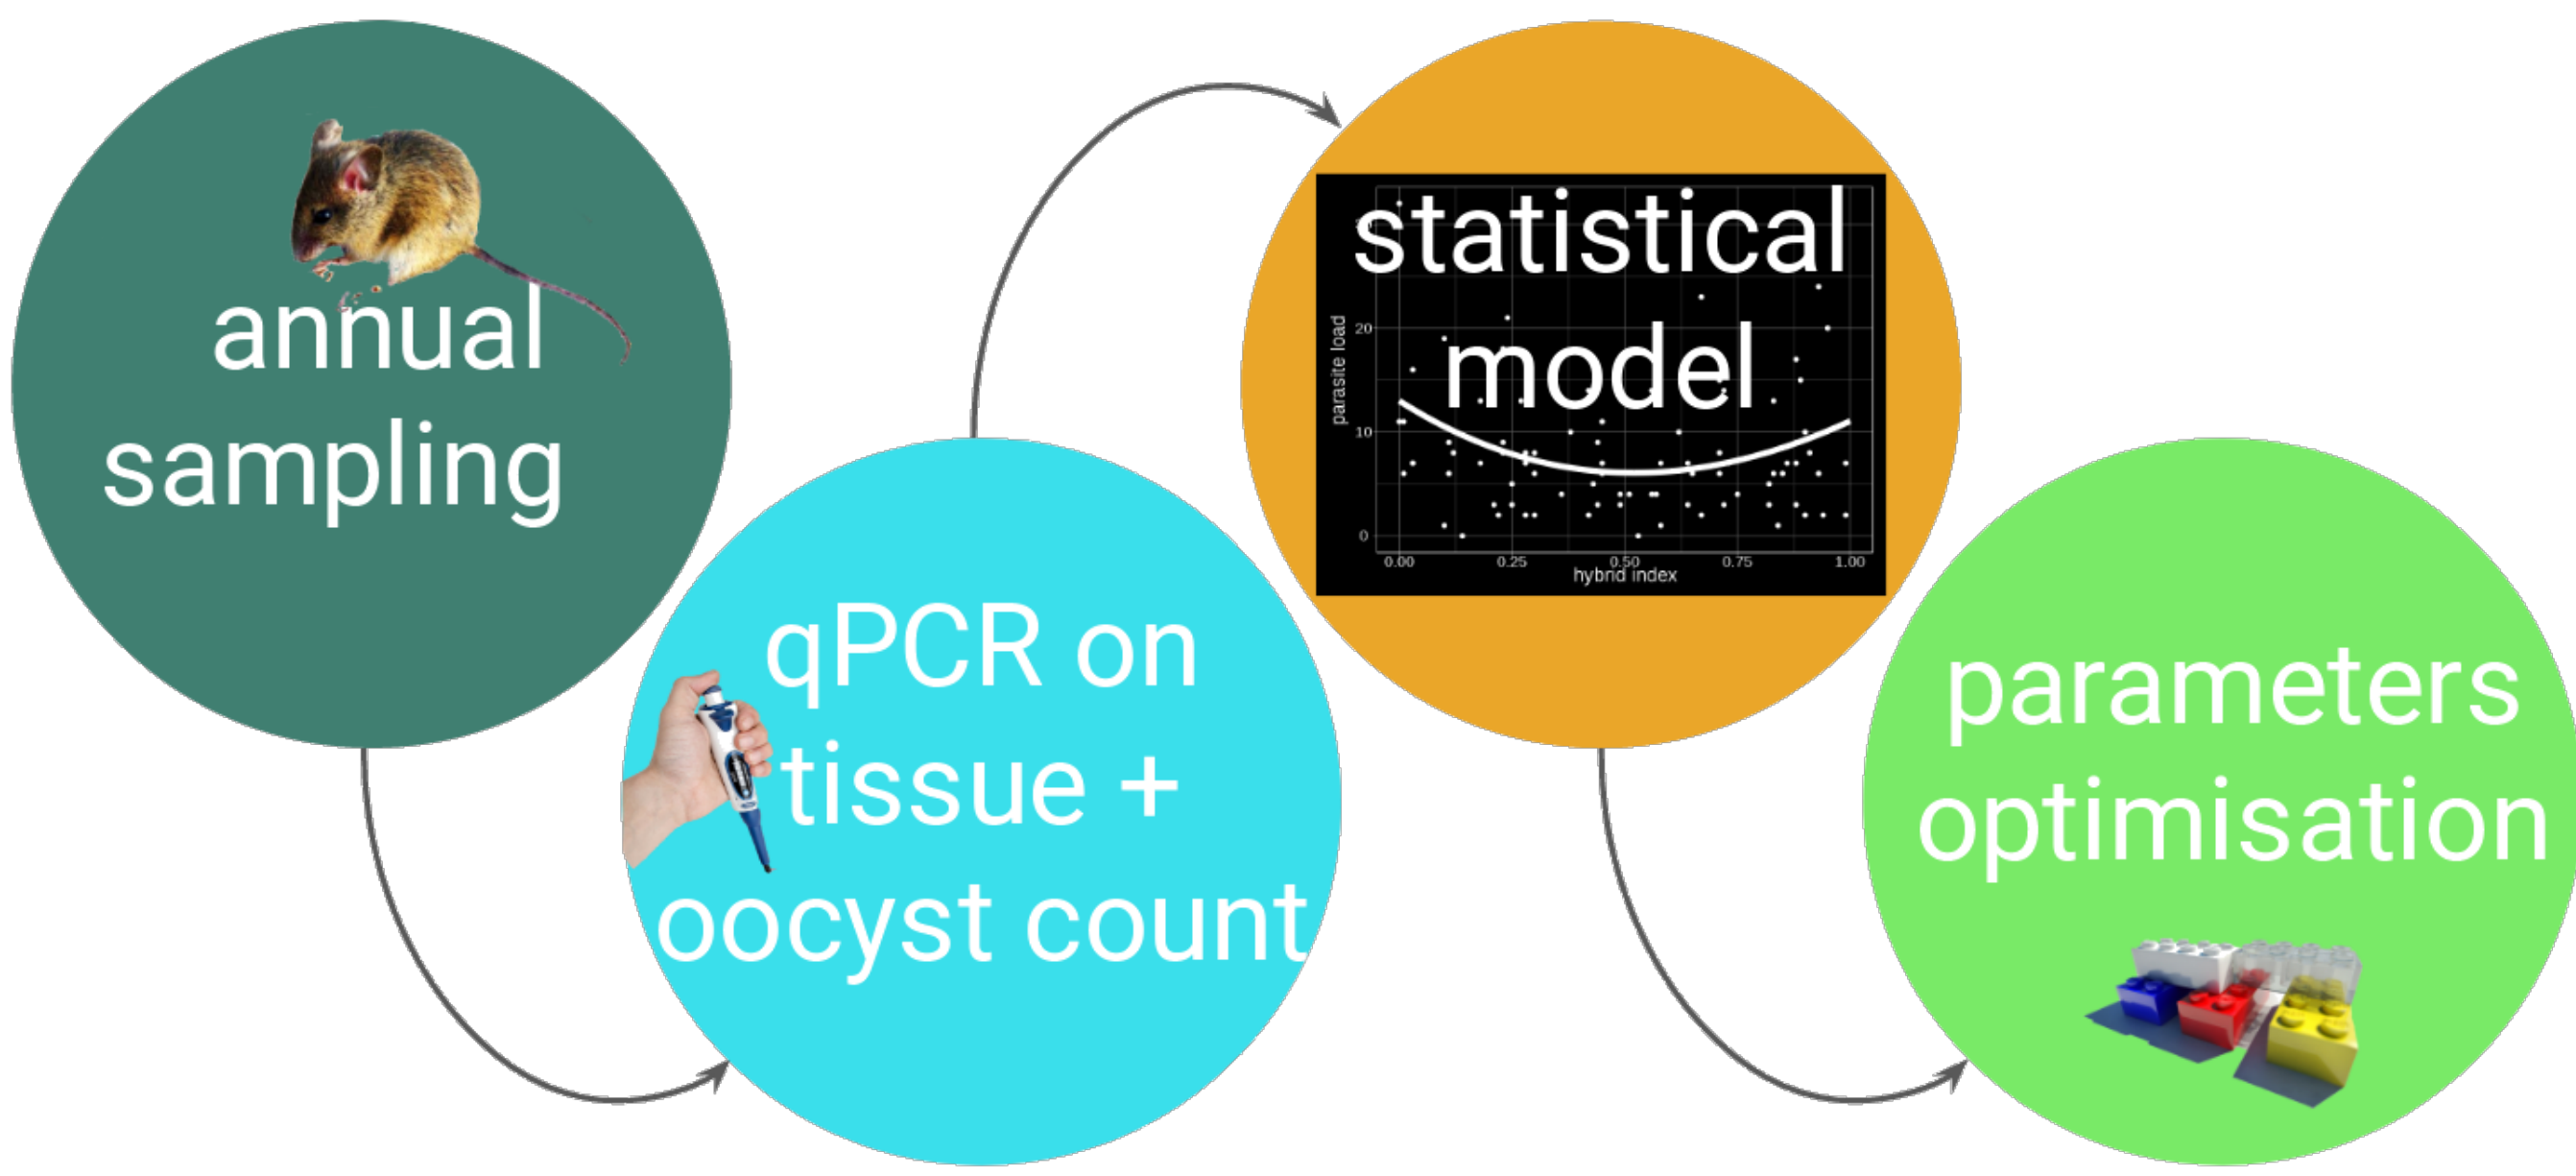 annual
sampling
qPCR on
tissue +
oocyst count
statistical
model
parasite load
20
10
0
0.00 0.25 0.50 0.75 1.00
hybrid index
parameters
optimisation